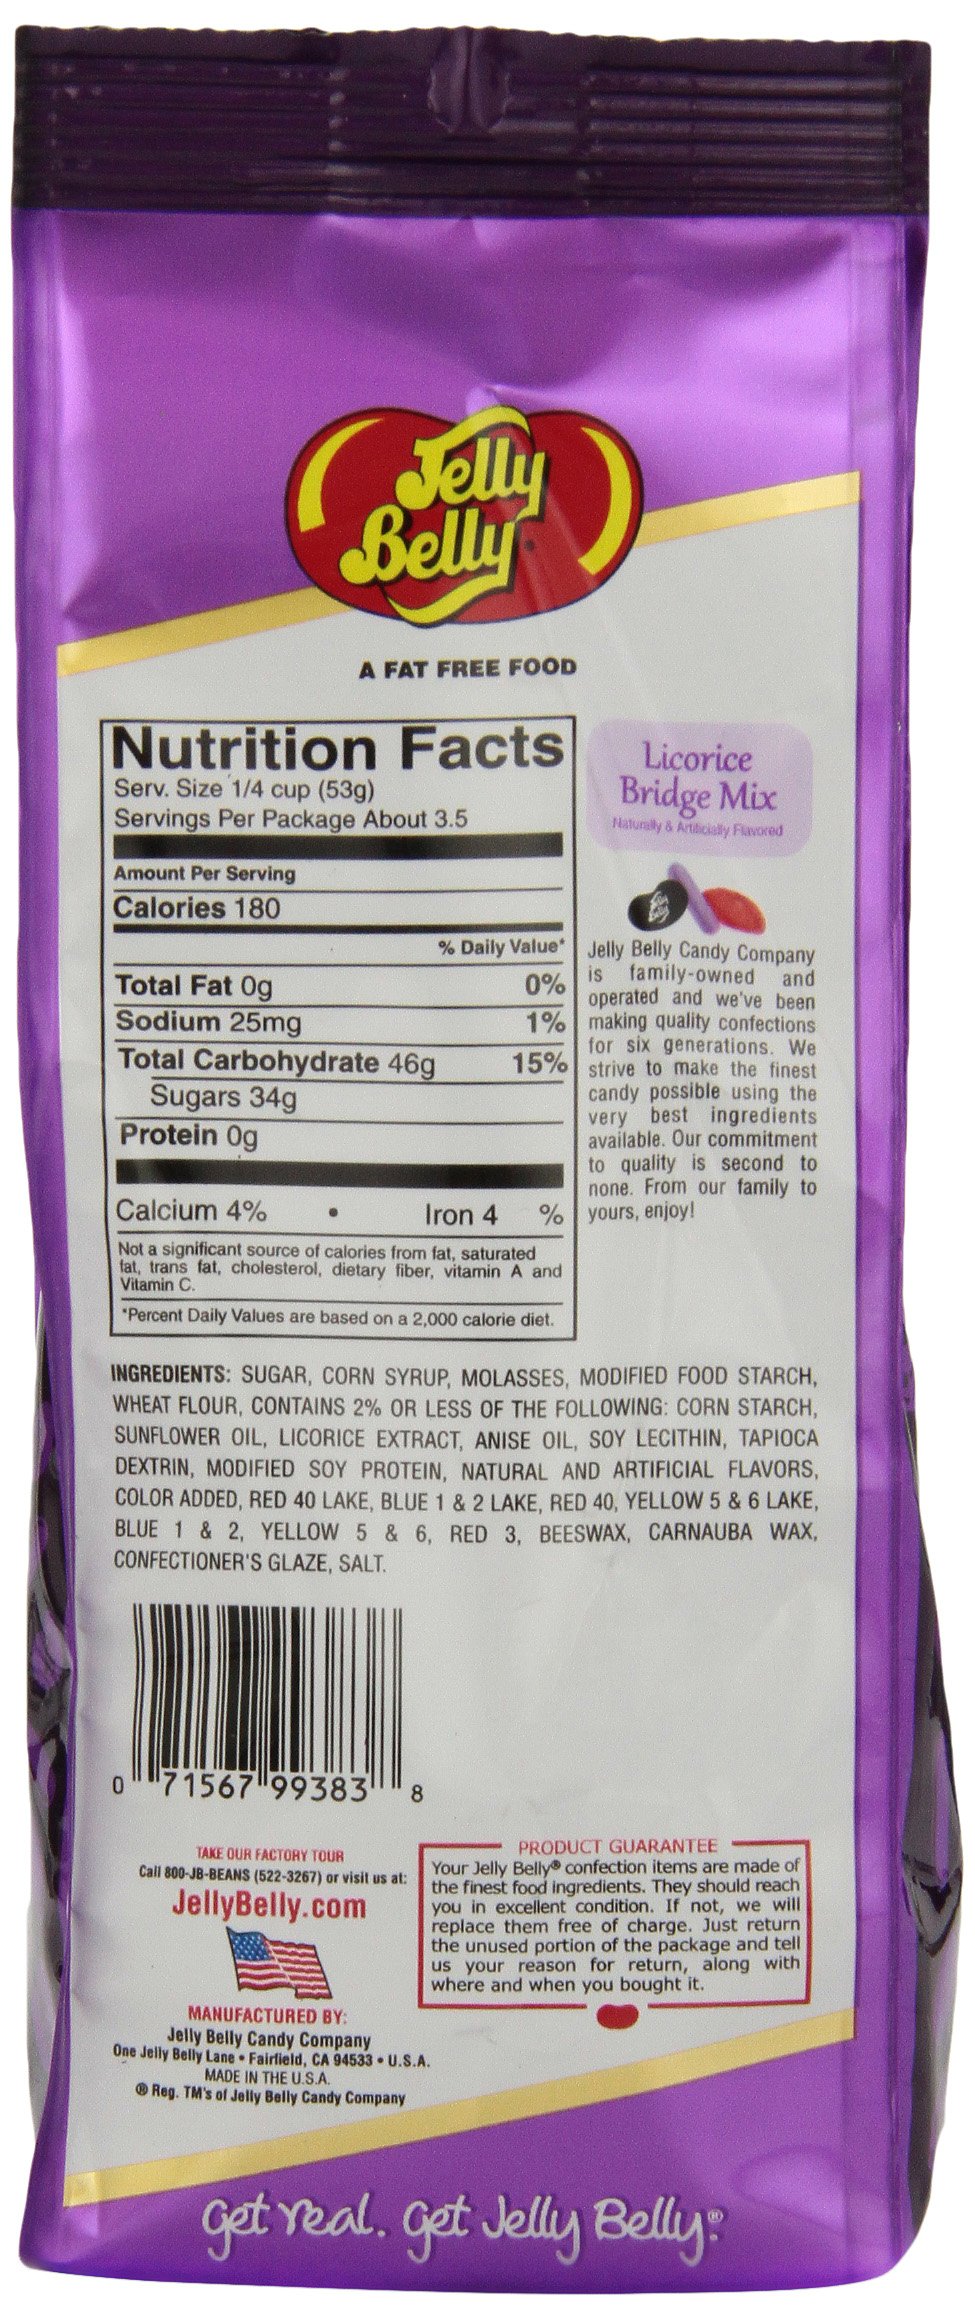 Jelly
Belly
A FAT FREE FOOD
Nutrition Facts
Serv. Size 1/4 cup (53g)
Servings Per Package About 3.5
Amount Per Serving
Calories 180
% Daily Value*
Total Fat 0g 0%
Sodium 25mg 1%
Total Carbohydrate 46g 15%
Sugars 34g
Protein 0g
Calcium 4% • Iron 4 %
Not a significant source of calories from fat, saturated
fat, trans fat, cholesterol, dietary fiber, vitamin A and
Vitamin C.
*Percent Daily Values are based on a 2,000 calorie diet.
Licorice
Bridge Mix
Naturally & Artificially Flavored
Jelly Belly Candy Company
is family-owned and
operated and we've been
making quality confections
for six generations. We
strive to make the finest
candy possible using the
very best ingredients
available. Our commitment
to quality is second to
none. From our family to
yours, enjoy!
INGREDIENTS: SUGAR, CORN SYRUP, MOLASSES, MODIFIED FOOD STARCH,
WHEAT FLOUR, CONTAINS 2% OR LESS OF THE FOLLOWING: CORN STARCH,
SUNFLOWER OIL, LICORICE EXTRACT, ANISE OIL, SOY LECITHIN, TAPIOCA
DEXTRIN, MODIFIED SOY PROTEIN, NATURAL AND ARTIFICIAL FLAVORS,
COLOR ADDED, RED 40 LAKE, BLUE 1 & 2 LAKE, RED 40, YELLOW 5 & 6 LAKE,
BLUE 1 & 2, YELLOW 5 & 6, RED 3, BEESWAX, CARNAUBA WAX,
CONFECTIONER'S GLAZE, SALT.
0 71567 99383 8
TAKE OUR FACTORY TOUR
Call 800-JB-BEANS (522-3267) or visit us at:
JellyBelly.com
MANUFACTURED BY:
Jelly Belly Candy Company
One Jelly Belly Lane • Fairfield, CA 94533 • U.S.A.
MADE IN THE U.S.A.
® Reg. TM's of Jelly Belly Candy Company
PRODUCT GUARANTEE
Your Jelly Belly® confection items are made of
the finest food ingredients. They should reach
you in excellent condition. If not, we will
replace them free of charge. Just return
the unused portion of the package and tell
us your reason for return, along with
where and when you bought it.
get real. get Jelly Belly.®